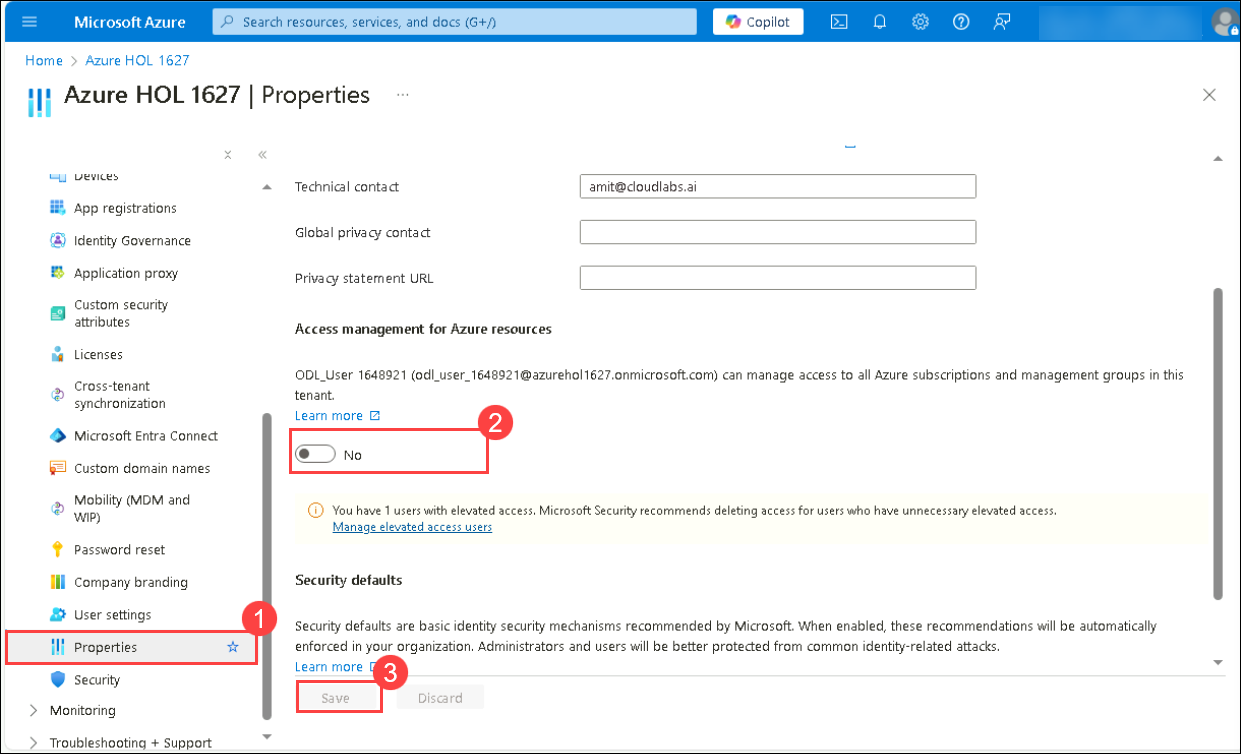 Microsoft Azure
Search resources, services, and docs (G+/)
Copilot
Home > Azure HOL 1627
Azure HOL 1627 | Properties
...
Devices
App registrations
Identity Governance
Application proxy
Custom security
attributes
Licenses
Cross-tenant
synchronization
Microsoft Entra Connect
Custom domain names
Mobility (MDM and
WIP)
Password reset
Company branding
User settings
1
Properties
Security
Monitoring
Troubleshooting + Support
Technical contact
amit@cloudlabs.ai
Global privacy contact
Privacy statement URL
Access management for Azure resources
ODL_User 1648921 (odl_user_1648921@azurehol1627.onmicrosoft.com) can manage access to all Azure subscriptions and management groups in this
tenant.
Learn more
2
No
You have 1 users with elevated access. Microsoft Security recommends deleting access for users who have unnecessary elevated access.
Manage elevated access users
Security defaults
Security defaults are basic identity security mechanisms recommended by Microsoft. When enabled, these recommendations will be automatically
enforced in your organization. Administrators and users will be better protected from common identity-related attacks.
Learn more
3
Save
Discard